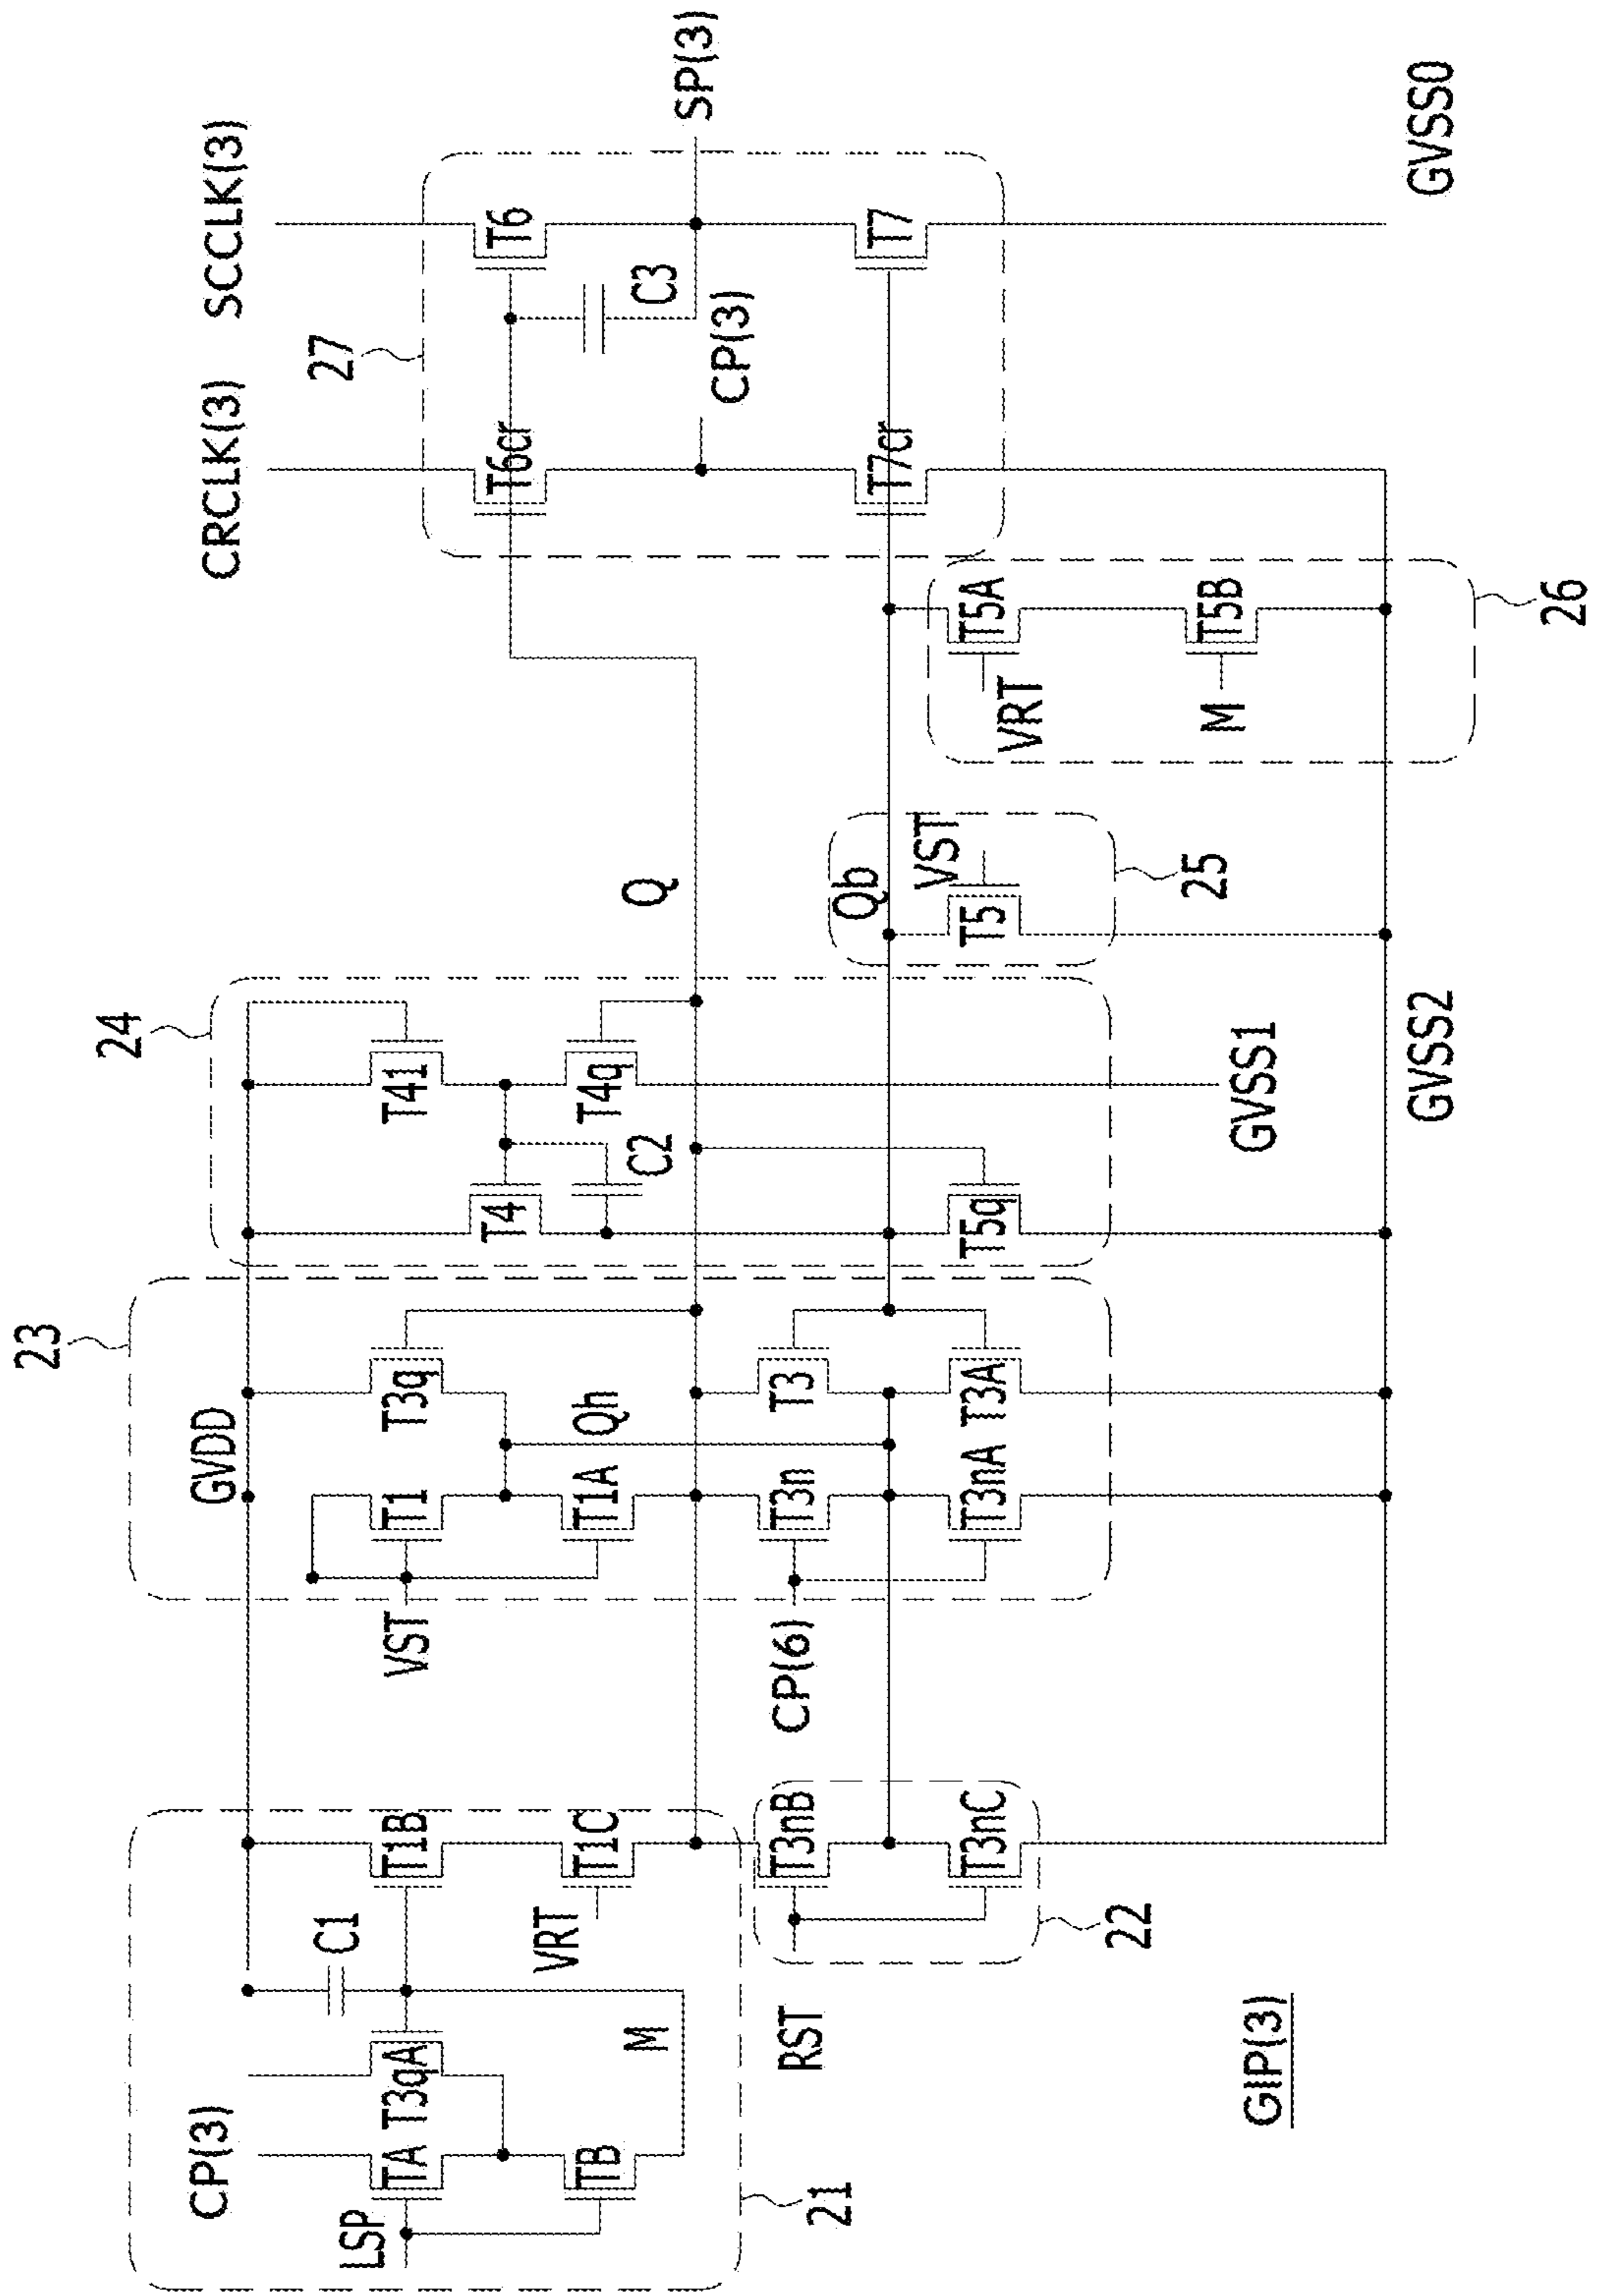 CRCLK(3)
SCCLK(3)
27
T6cr
T6
C3
SP(3)
CP(3)
T7cr
T7
GVSS0
24
23
GVDD
CP(3)
LSP
TA
T3qA
C1
T1B
TB
M
VRT
T1C
21
VST
T1
T3q
T1A
Qh
T4
T41
C2
T4q
Q
RST
T3nB
T3nC
22
CP(6)
T3n
T3
T3nA
T3A
T5q
GVSS1
Qb
VST
T5
25
VRT
T5A
M
T5B
26
GVSS2
GIP(3)